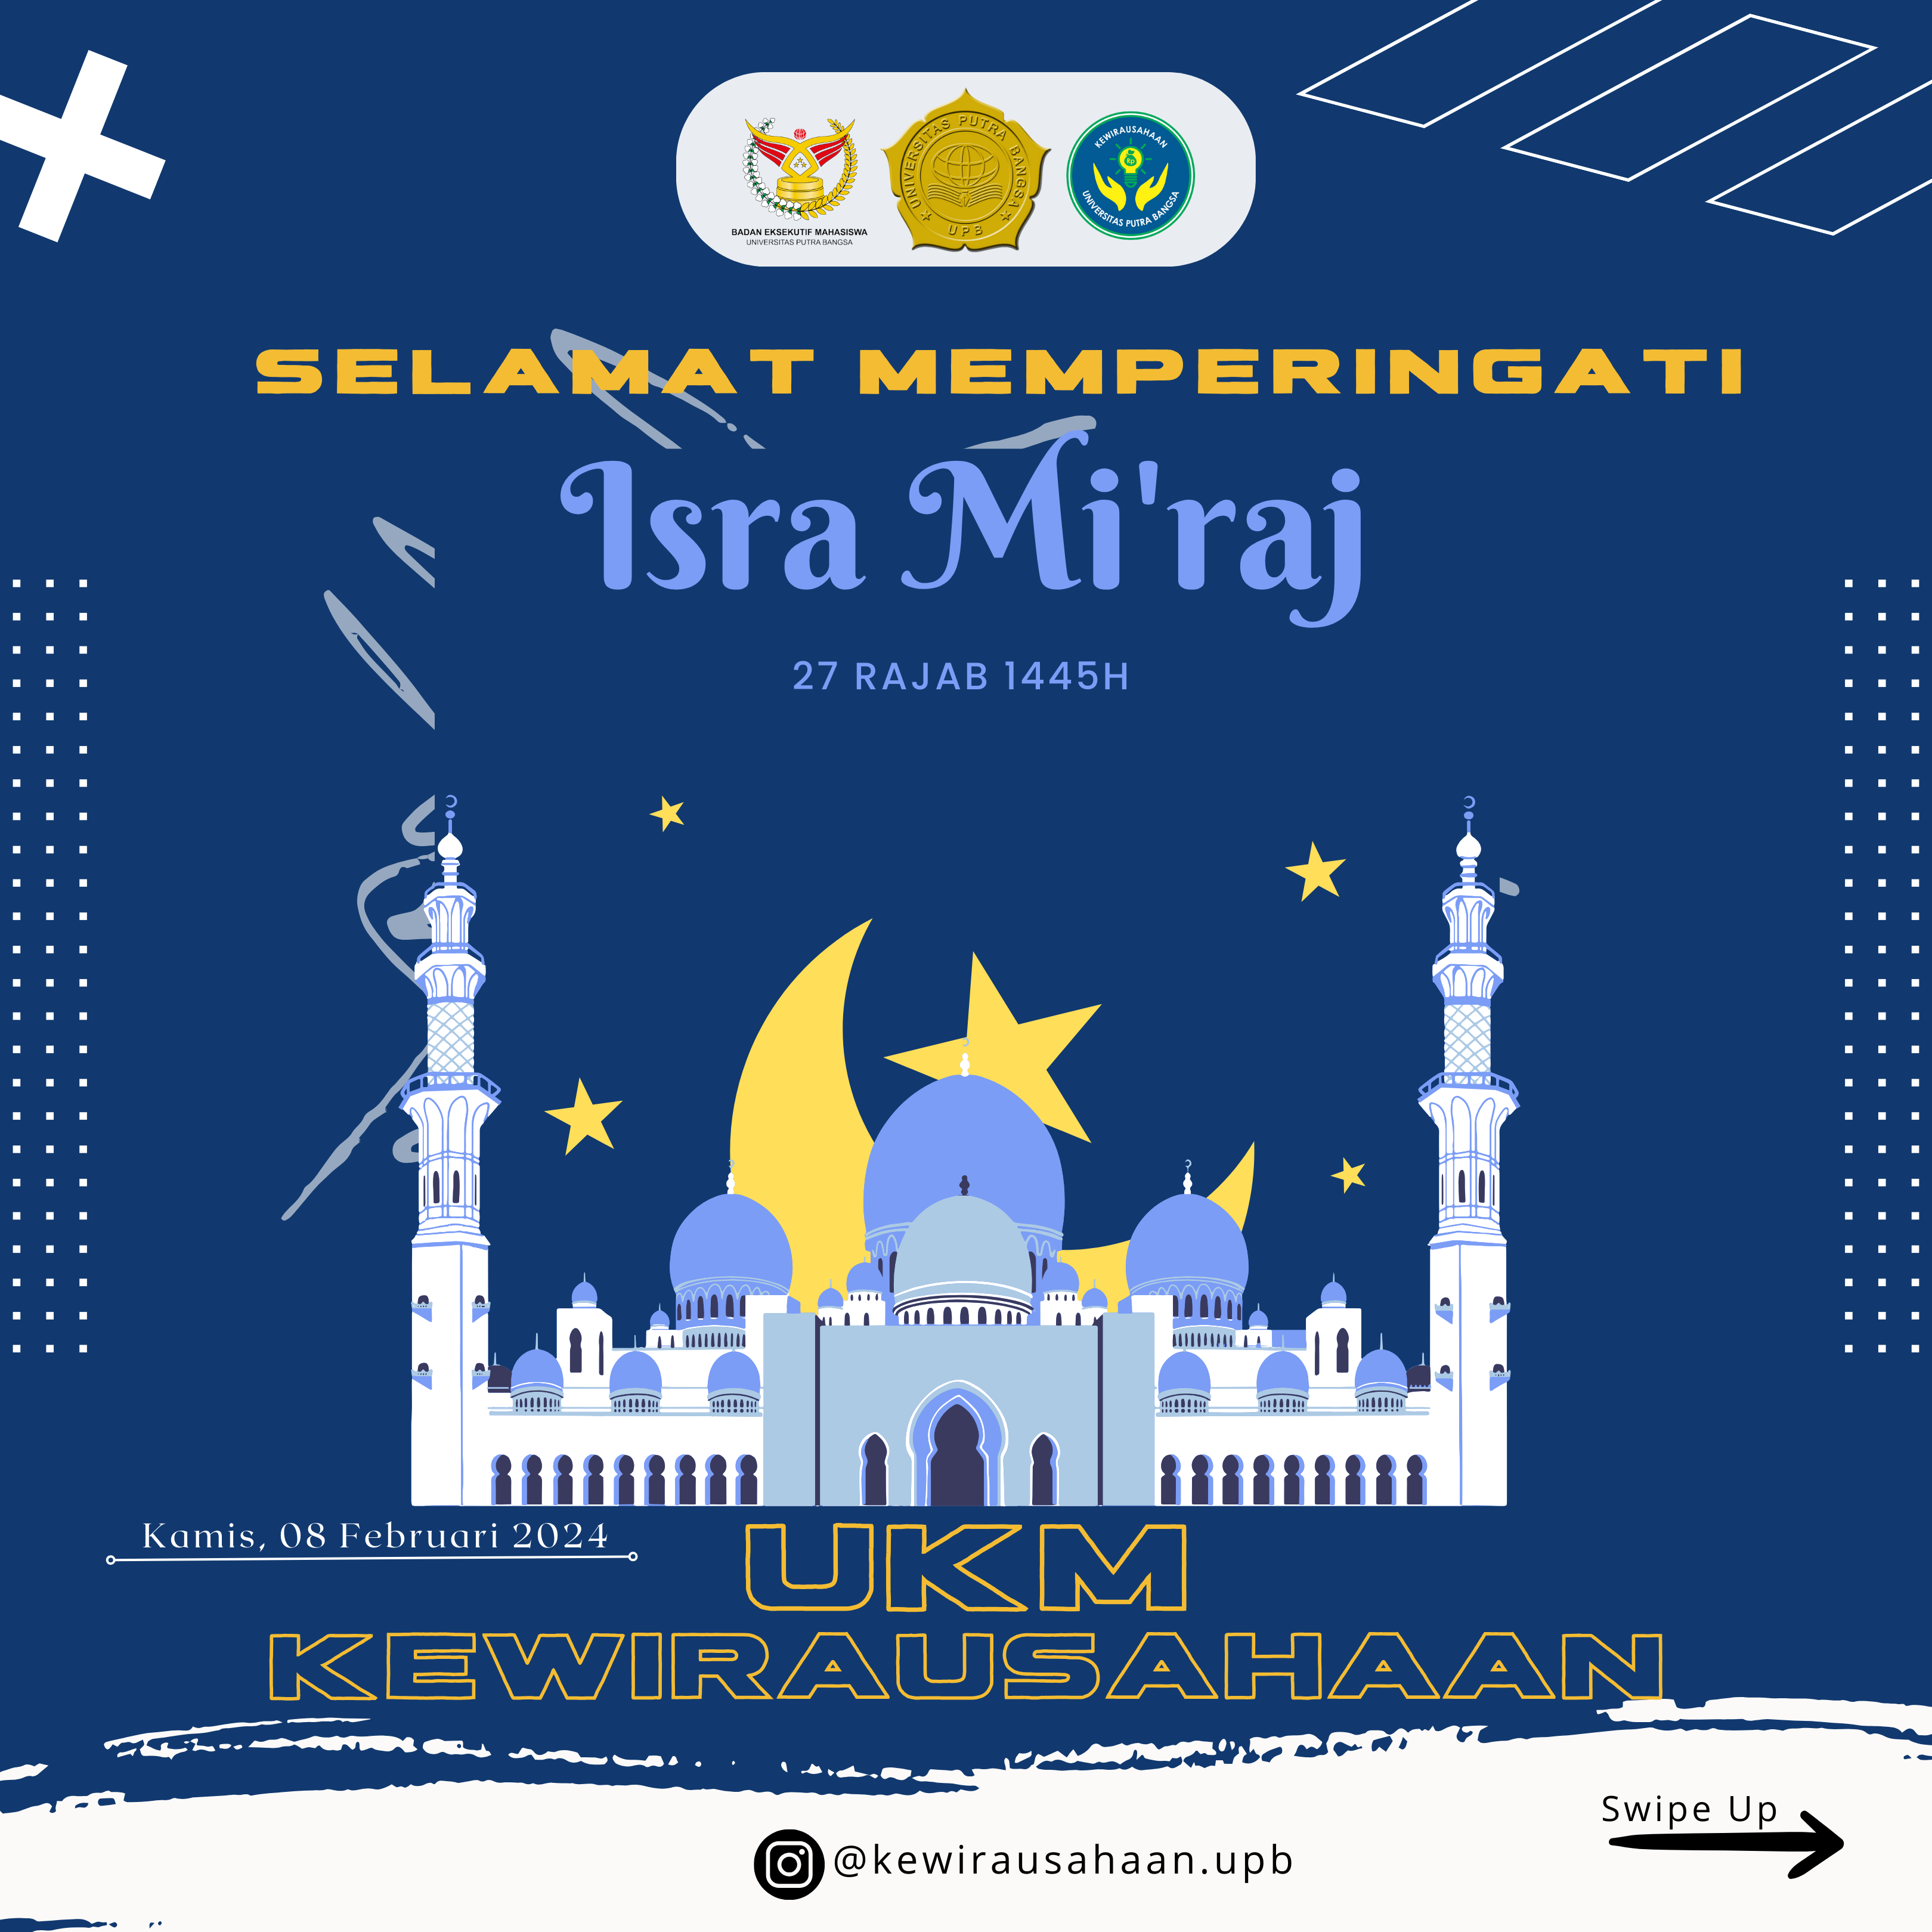 BADAN EKSEKUTIF MAHASISWA
UNIVERSITAS PUTRA BANGSA
UNIVERSITAS PUTRA BANGSA
UPB
KEWIRAUSAHAAN
Rp
UNIVERSITAS PUTRA BANGSA
SELAMAT MEMPERINGATI
Isra Mi'raj
27 RAJAB 1445H
Kamis, 08 Februari 2024
UKM
KEWIRAUSAHAAN
Swipe Up
@kewirausahaan.upb